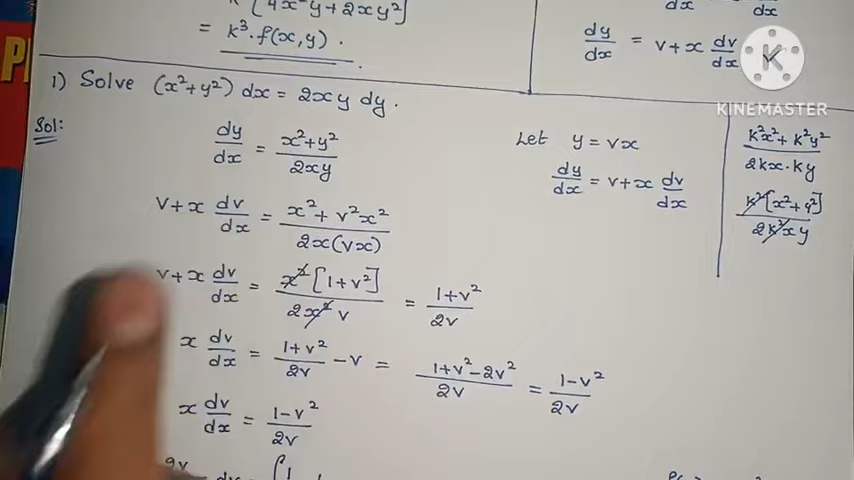 [4x²y+2xy²]
= k³·f(x,y).
dy/dx = v+x dv/dx
KINEMASTER
1) Solve (x²+y²) dx = 2xy dy.
Sol:
dy/dx = x²+y²/2xy
Let y = vx
dy/dx = v+x dv/dx
k²x²+k²y²/2kx·ky
k²[x²+y²]/2k²xy
v+x dv/dx = x²+v²x²/2x(vx)
v+x dv/dx = x²[1+v²]/2x²v = 1+v²/2v
x dv/dx = 1+v²/2v -v = 1+v²-2v²/2v = 1-v²/2v
x dv/dx = 1-v²/2v